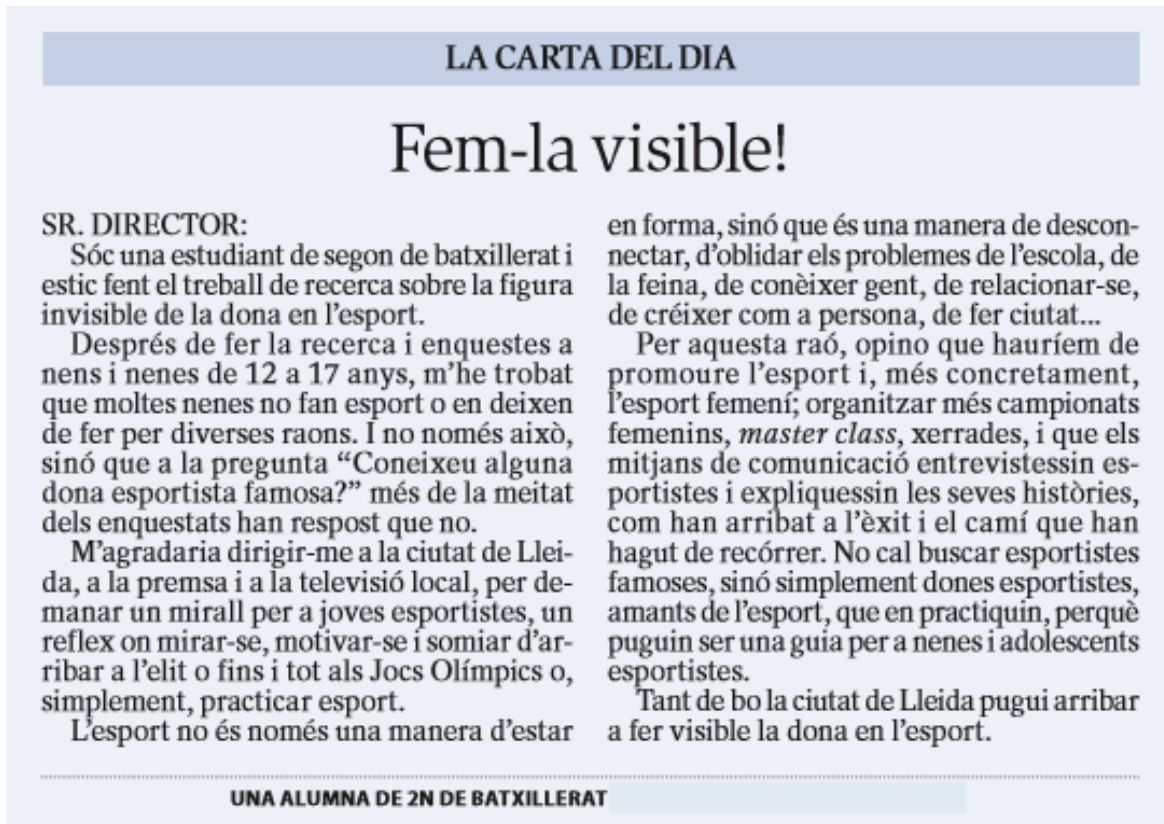 LA CARTA DEL DIA
Fem-la visible!
SR. DIRECTOR:
Sóc una estudiant de segon de batxillerat i
estic fent el treball de recerca sobre la figura
invisible de la dona en l’esport.
Després de fer la recerca i enquestes a
nens i nenes de 12 a 17 anys, m’he trobat
que moltes nenes no fan esport o en deixen
de fer per diverses raons. I no només això,
sinó que a la pregunta “Coneixeu alguna
dona esportista famosa?” més de la meitat
dels enquestats han respost que no.
M’agradaria dirigir-me a la ciutat de Llei-
da, a la premsa i a la televisió local, per de-
manar un mirall per a joves esportistes, un
reflex on mirar-se, motivar-se i somiar d’ar-
ribar a l’elit o fins i tot als Jocs Olímpics o,
simplement, practicar esport.
L’esport no és només una manera d’estar
en forma, sinó que és una manera de descon-
nectar, d’oblidar els problemes de l’escola, de
la feina, de conèixer gent, de relacionar-se,
de créixer com a persona, de fer ciutat...
Per aquesta raó, opino que hauríem de
promoure l’esport i, més concretament,
l’esport femení; organitzar més campionats
femenins, master class, xerrades, i que els
mitjans de comunicació entrevistessin es-
portistes i expliquessin les seves històries,
com han arribat a l’èxit i el camí que han
hagut de recórrer. No cal buscar esportistes
famoses, sinó simplement dones esportistes,
amants de l’esport, que en practiquin, perquè
puguin ser una guia per a nenes i adolescents
esportistes.
Tant de bo la ciutat de Lleida pugui arribar
a fer visible la dona en l’esport.
UNA ALUMNA DE 2N DE BATXILLERAT